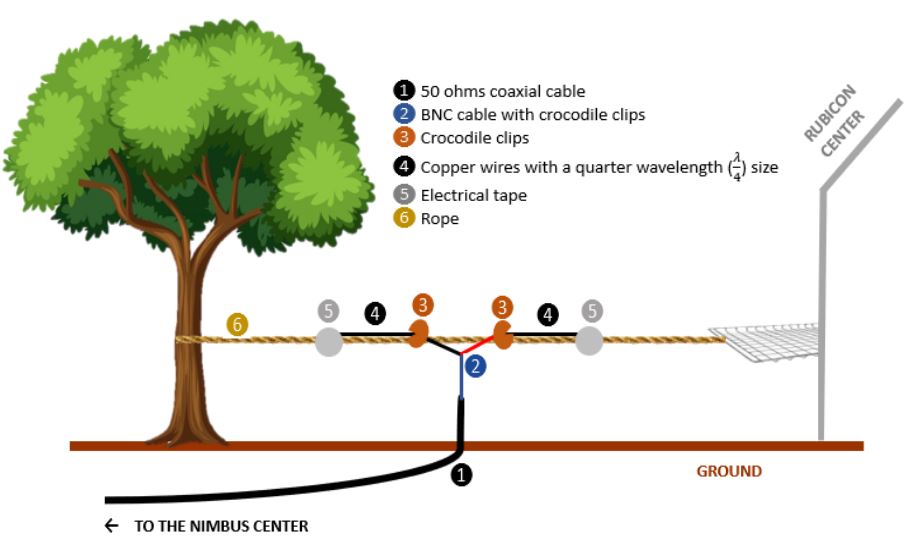 1 50 ohms coaxial cable
2 BNC cable with crocodile clips
3 Crocodile clips
4 Copper wires with a quarter wavelength (λ/4) size
5 Electrical tape
6 Rope
RUBICON
CENTER
5 4 3 3 4 5
6
2
1
GROUND
← TO THE NIMBUS CENTER